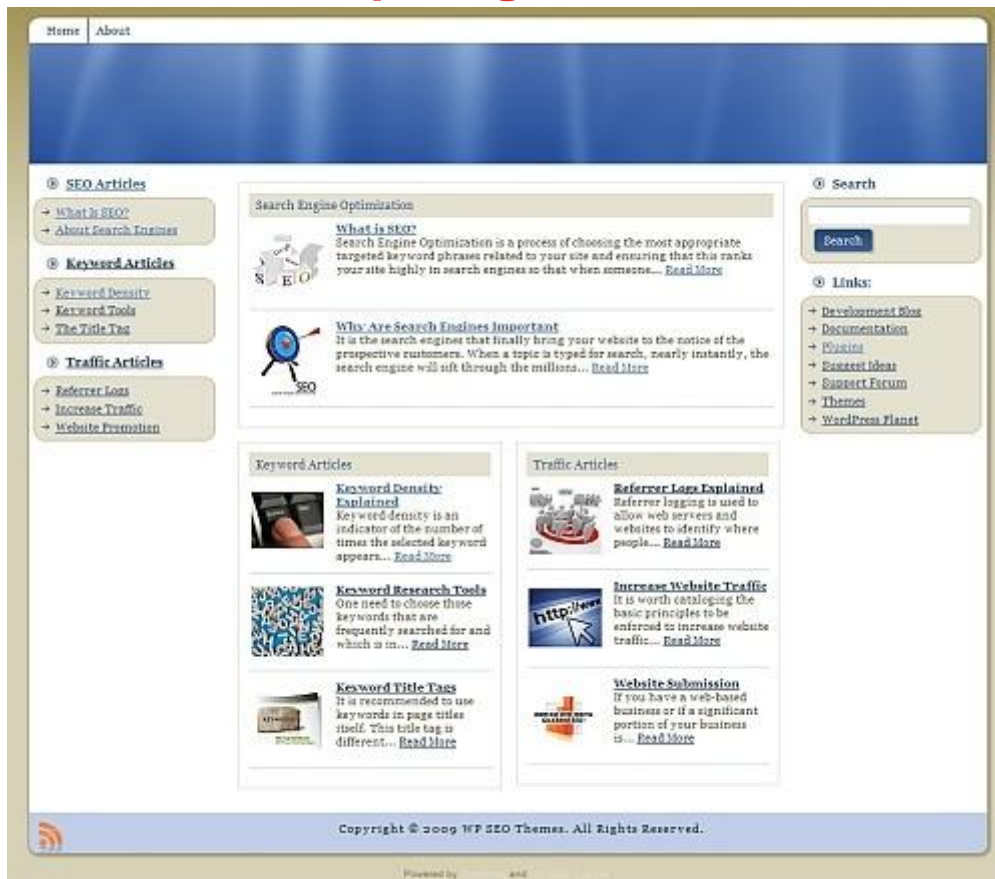 Home
About
SEO Articles
What Is SEO?
About Search Engines
Keyword Articles
Keyword Density
Keyword Tools
The Title Tag
Traffic Articles
Referrer Logs
Increase Traffic
Website Promotion
Search Engine Optimization
What is SEO?
Search Engine Optimization is a process of choosing the most appropriate
targeted keyword phrases related to your site and ensuring that this ranks
your site highly in search engines so that when someone... Read More
SEO
Why Are Search Engines Important
It is the search engines that finally bring your website to the notice of the
prospective customers. When a topic is typed for search, nearly instantly, the
search engine will sift through the millions... Read More
SEO
Keyword Articles
Keyword Density
Explained
Keyword density is an
indicator of the number of
times the selected keyword
appears... Read More
Keyword Research Tools
One need to choose those
keywords that are
frequently searched for and
which is in... Read More
Keyword Title Tags
It is recommended to use
keywords in page titles
itself. This title tag is
different... Read More
Traffic Articles
Referrer Logs Explained
Referrer logging is used to
allow web servers and
websites to identify where
people... Read More
http://www
Increase Website Traffic
It is worth cataloging the
basic principles to be
enforced to increase website
traffic... Read More
Website Submission
If you have a web-based
business or if a significant
portion of your business
is... Read More
Search
Search
Links:
Development Blog
Documentation
Plugins
Suggest Ideas
Support Forum
Themes
WordPress Planet
Copyright © 2009 WP SEO Themes. All Rights Reserved.
Powered by and